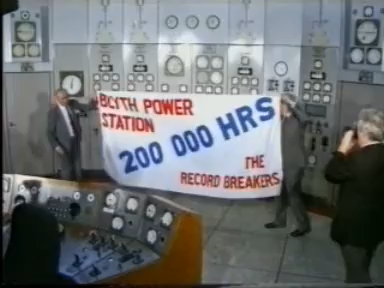 BLYTH POWER
STATION
200 000 HRS
THE
RECORD BREAKERS